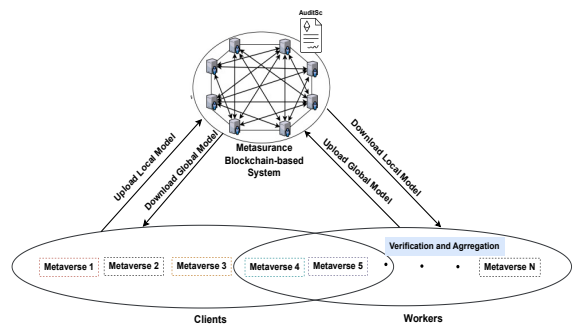 AuditSc
Metasurance
Blockchain-based
System
Upload Local Model
Download Global Model
Upload Global Model
Download Local Model
Verification and Agrregation
Metaverse 1
Metaverse 2
Metaverse 3
Metaverse 4
Metaverse 5
Metaverse N
Clients
Workers